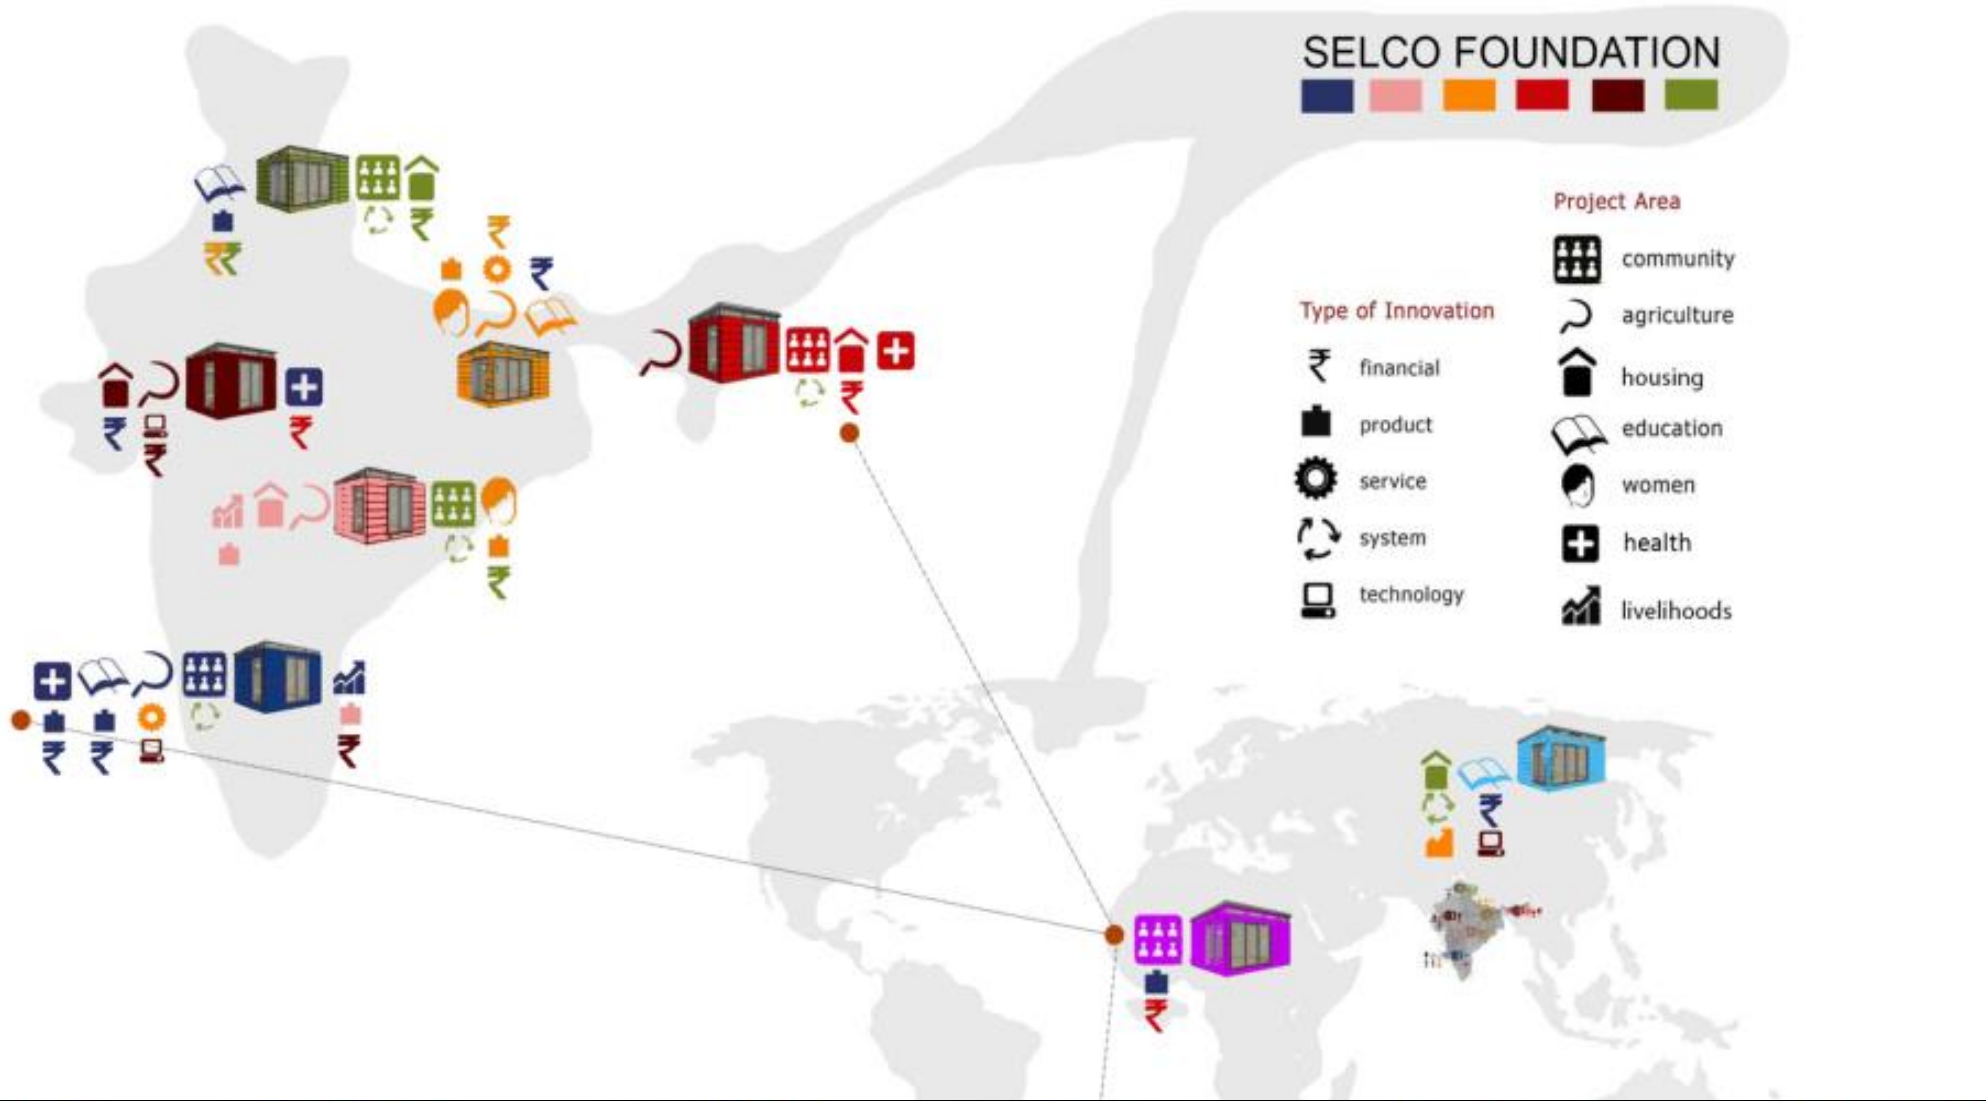 SELCO FOUNDATION
Project Area
community
agriculture
housing
education
women
health
livelihoods
Type of Innovation
financial
product
service
system
technology